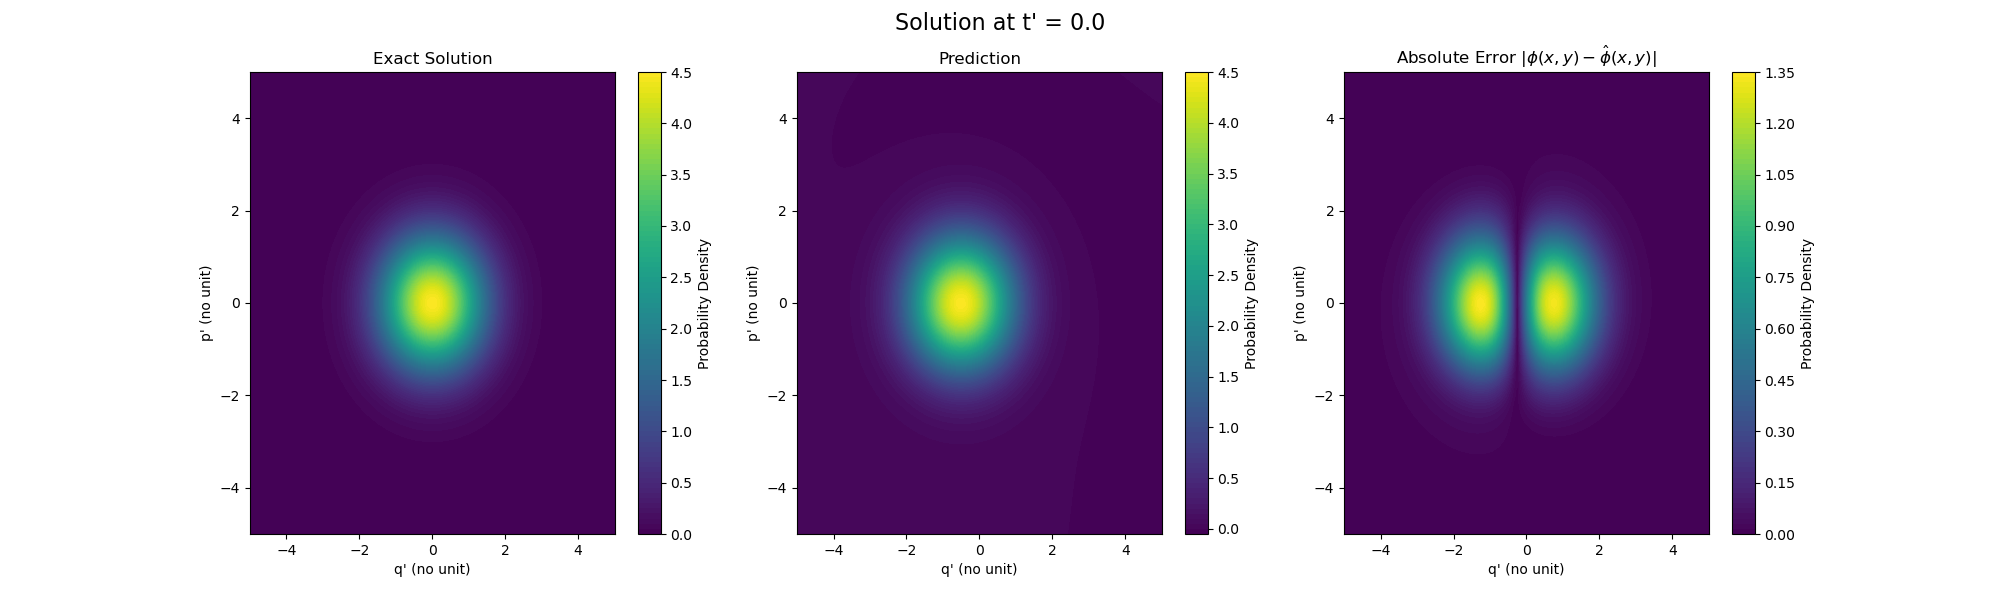 Solution at t' = 0.0
Exact Solution
4
2
0
−2
−4
p' (no unit)
−4 −2 0 2 4
q' (no unit)
4.5
4.0
3.5
3.0
2.5
2.0
1.5
1.0
0.5
0.0
Probability Density
Prediction
4
2
0
−2
−4
p' (no unit)
−4 −2 0 2 4
q' (no unit)
4.5
4.0
3.5
3.0
2.5
2.0
1.5
1.0
0.5
0.0
Probability Density
Absolute Error |ϕ(x, y) − ϕ̂(x, y)|
4
2
0
−2
−4
p' (no unit)
−4 −2 0 2 4
q' (no unit)
1.35
1.20
1.05
0.90
0.75
0.60
0.45
0.30
0.15
0.00
Probability Density